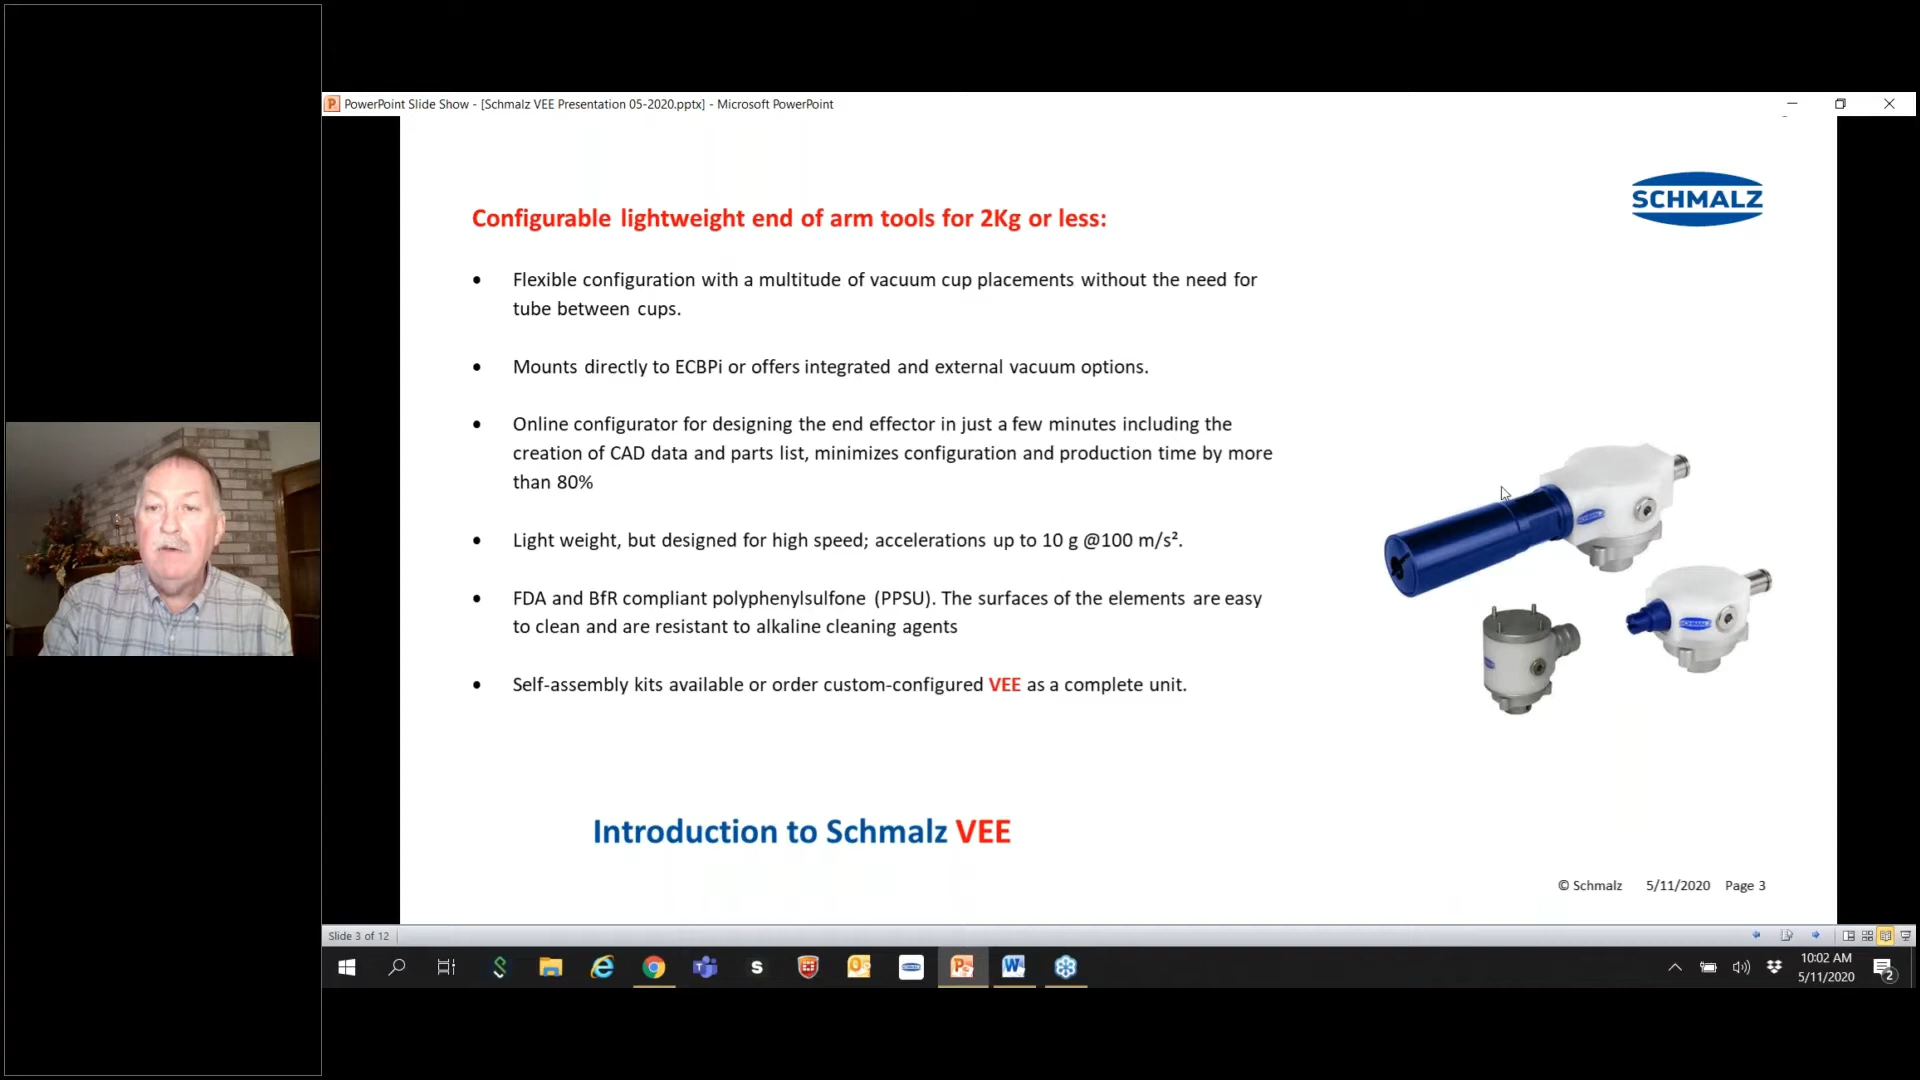 PowerPoint Slide Show - [Schmalz VEE Presentation 05-2020.pptx] - Microsoft PowerPoint
SCHMALZ
Configurable lightweight end of arm tools for 2Kg or less:
• Flexible configuration with a multitude of vacuum cup placements without the need for
tube between cups.
• Mounts directly to ECBPi or offers integrated and external vacuum options.
• Online configurator for designing the end effector in just a few minutes including the
creation of CAD data and parts list, minimizes configuration and production time by more
than 80%
• Light weight, but designed for high speed; accelerations up to 10 g @100 m/s².
• FDA and BfR compliant polyphenylsulfone (PPSU). The surfaces of the elements are easy
to clean and are resistant to alkaline cleaning agents
• Self-assembly kits available or order custom-configured VEE as a complete unit.
SCHMALZ
SCHMALZ
Introduction to Schmalz VEE
© Schmalz 5/11/2020 Page 3
Slide 3 of 12
10:02 AM
5/11/2020
2